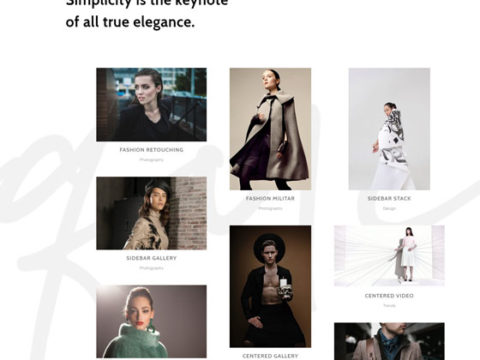 Simplicity is the keynote
of all true elegance.
FASHION RETOUCHING
Photography
FASHION MILITAR
Photography
SIDEBAR STACK
Design
SIDEBAR GALLERY
Photography
CENTERED VIDEO
Trends
CENTERED GALLERY